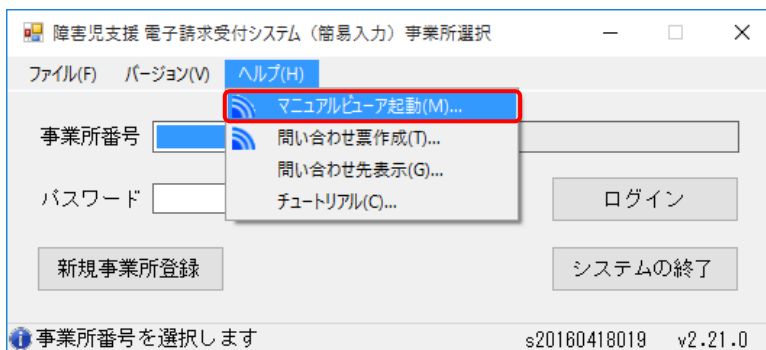 障害児支援 電子請求受付システム（簡易入力）事業所選択
ファイル(F) バージョン(V) ヘルプ(H)
マニュアルビューア起動(M)...
事業所番号
問い合わせ票作成(T)...
問い合わせ先表示(G)...
パスワード
チュートリアル(C)...
ログイン
新規事業所登録
システムの終了
事業所番号を選択します
s20160418019 v2.21.0